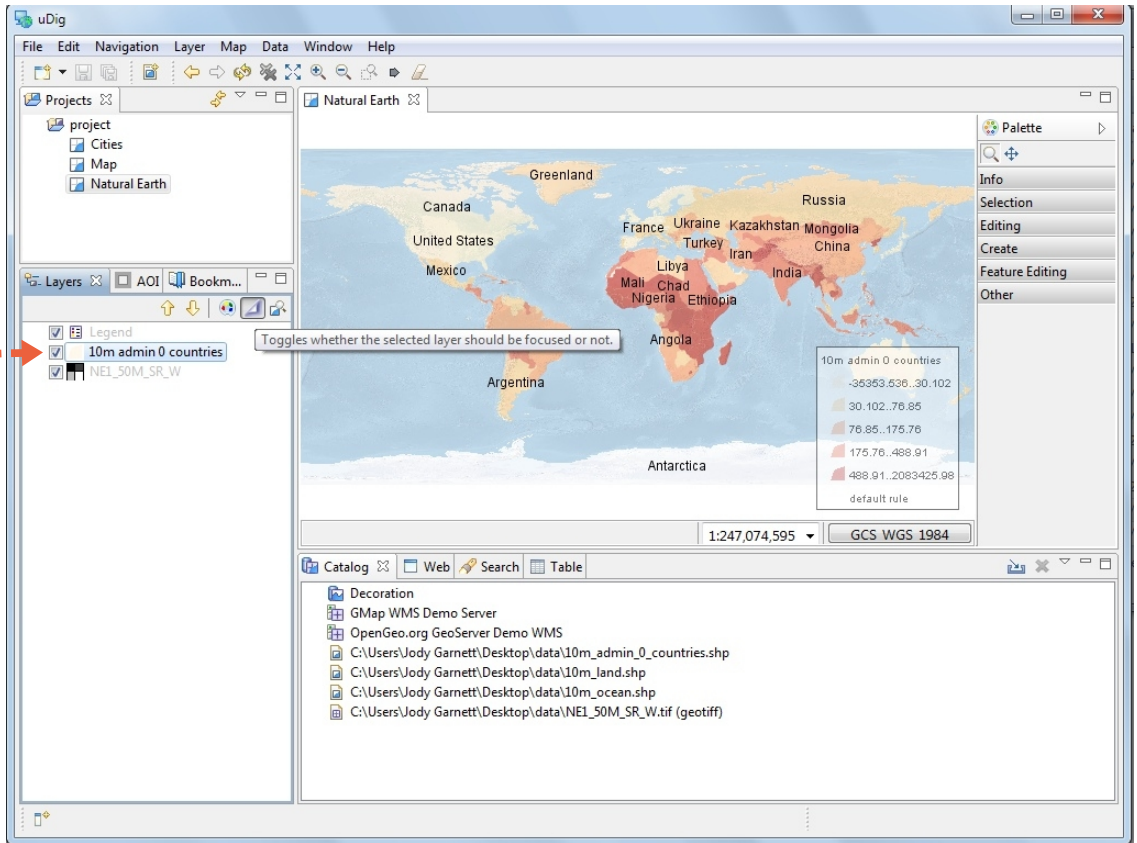 uDig
File Edit Navigation Layer Map Data Window Help
Projects
project
Cities
Map
Natural Earth
Layers AOI Bookm...
Legend
10m admin 0 countries
NE1_50M_SR_W
Toggles whether the selected layer should be focused or not.
Natural Earth
Greenland
Canada
Russia
United States
France Ukraine Kazakhstan Mongolia
Turkey Iran China
Mexico
Libya India
Mali Chad
Nigeria Ethiopia
Angola
Argentina
Antarctica
10m admin 0 countries
-35353.536..30.102
30.102..76.85
76.85..175.76
175.76..488.91
488.91..2083425.98
default rule
1:247,074,595 GCS WGS 1984
Palette
Info
Selection
Editing
Create
Feature Editing
Other
Catalog Web Search Table
Decoration
GMap WMS Demo Server
OpenGeo.org GeoServer Demo WMS
C:\Users\Jody Garnett\Desktop\data\10m_admin_0_countries.shp
C:\Users\Jody Garnett\Desktop\data\10m_land.shp
C:\Users\Jody Garnett\Desktop\data\10m_ocean.shp
C:\Users\Jody Garnett\Desktop\data\NE1_50M_SR_W.tif (geotiff)